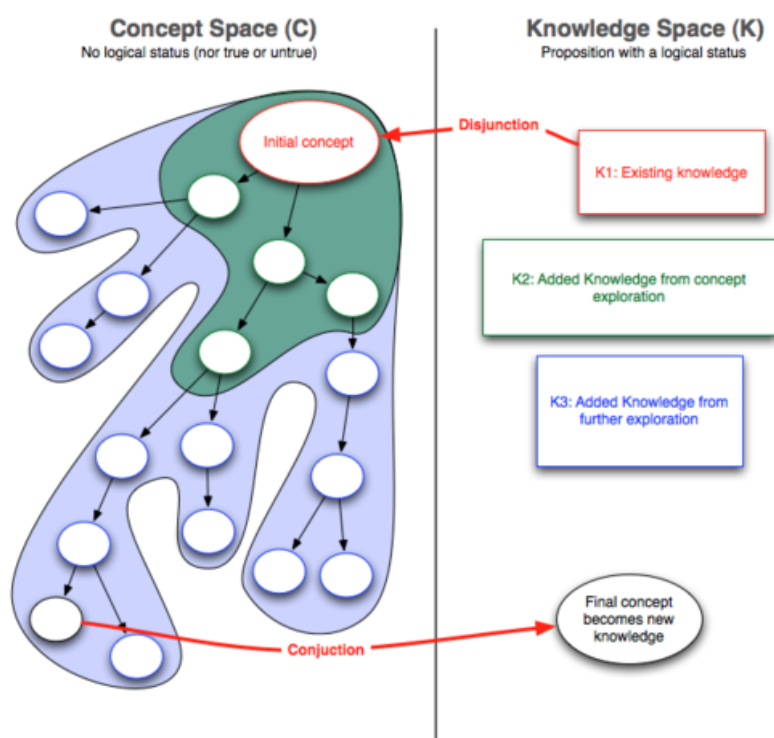 Concept Space (C)
No logical status (nor true or untrue)
Knowledge Space (K)
Proposition with a logical status
Initial concept
Disjunction
K1: Existing knowledge
K2: Added Knowledge from concept
exploration
K3: Added Knowledge from
further exploration
Final concept
becomes new
knowledge
Conjuction